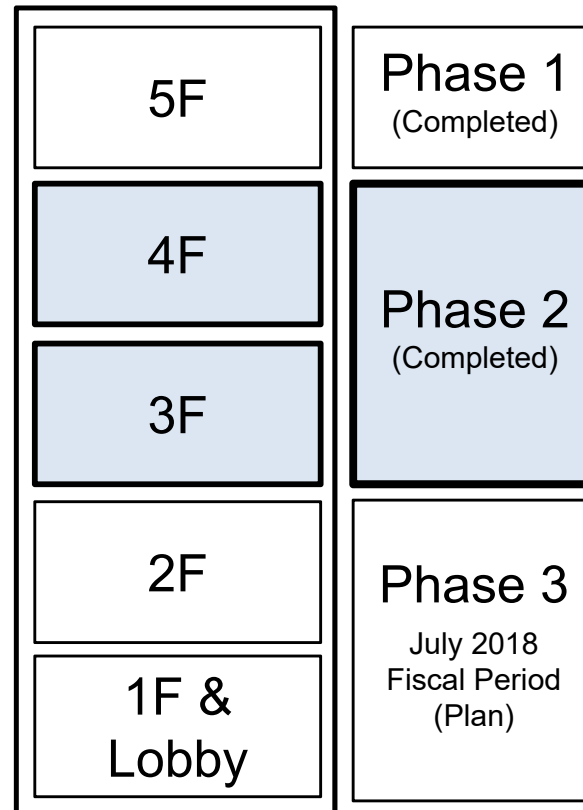 5F
Phase 1
(Completed)
4F
3F
Phase 2
(Completed)
2F
1F &
Lobby
Phase 3
July 2018
Fiscal Period
(Plan)